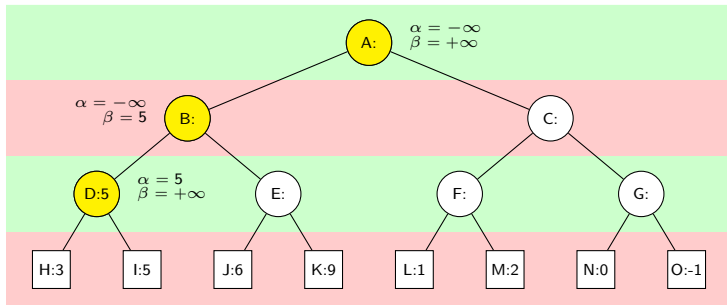 A:
α = −∞
β = +∞
α = −∞
β = 5
B:
C:
D:5
α = 5
β = +∞
E:
F:
G:
H:3
I:5
J:6
K:9
L:1
M:2
N:0
O:-1